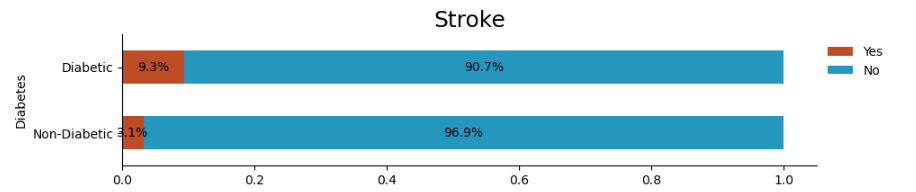 Stroke
Yes
No
Diabetes
Diabetic
9.3%
90.7%
Non-Diabetic
3.1%
96.9%
0.0
0.2
0.4
0.6
0.8
1.0